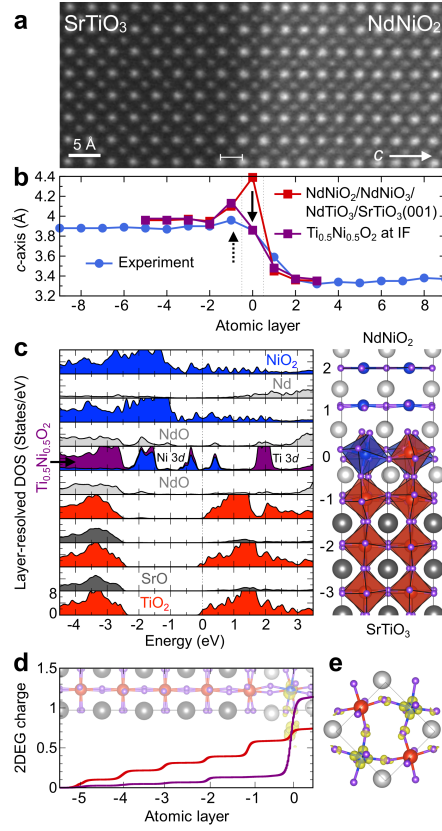 a
SrTiO3
NdNiO2
5 Å
c
b
4.4
4.2
4
3.8
3.6
3.4
3.2
c-axis (Å)
NdNiO2/NdNiO3/
NdTiO3/SrTiO3(001)
Ti0.5Ni0.5O2 at IF
Experiment
-8 -6 -4 -2 0 2 4 6 8
Atomic layer
c
NdNiO2
Layer-resolved DOS (States/eV)
Ti0.5Ni0.5O2
NiO2
Nd
NdO
Ni 3d
Ti 3d
NdO
SrO
TiO2
8
0
-4 -3 -2 -1 0 1 2 3
Energy (eV)
2
1
0
-1
-2
-3
SrTiO3
d
1.5
1
0.5
0
2DEG charge
-5 -4 -3 -2 -1 0
Atomic layer
e